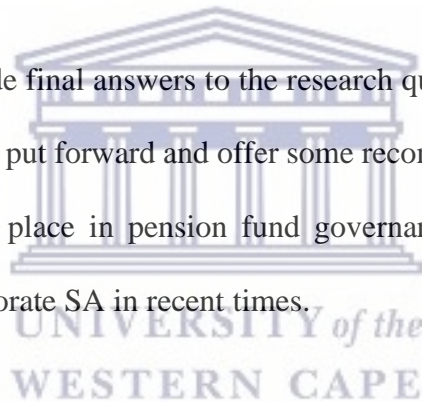 le final answers to the research qu
put forward and offer some recor
place in pension fund governar
orate SA in recent times.
UNIVERSITY of the
WESTERN CAPE